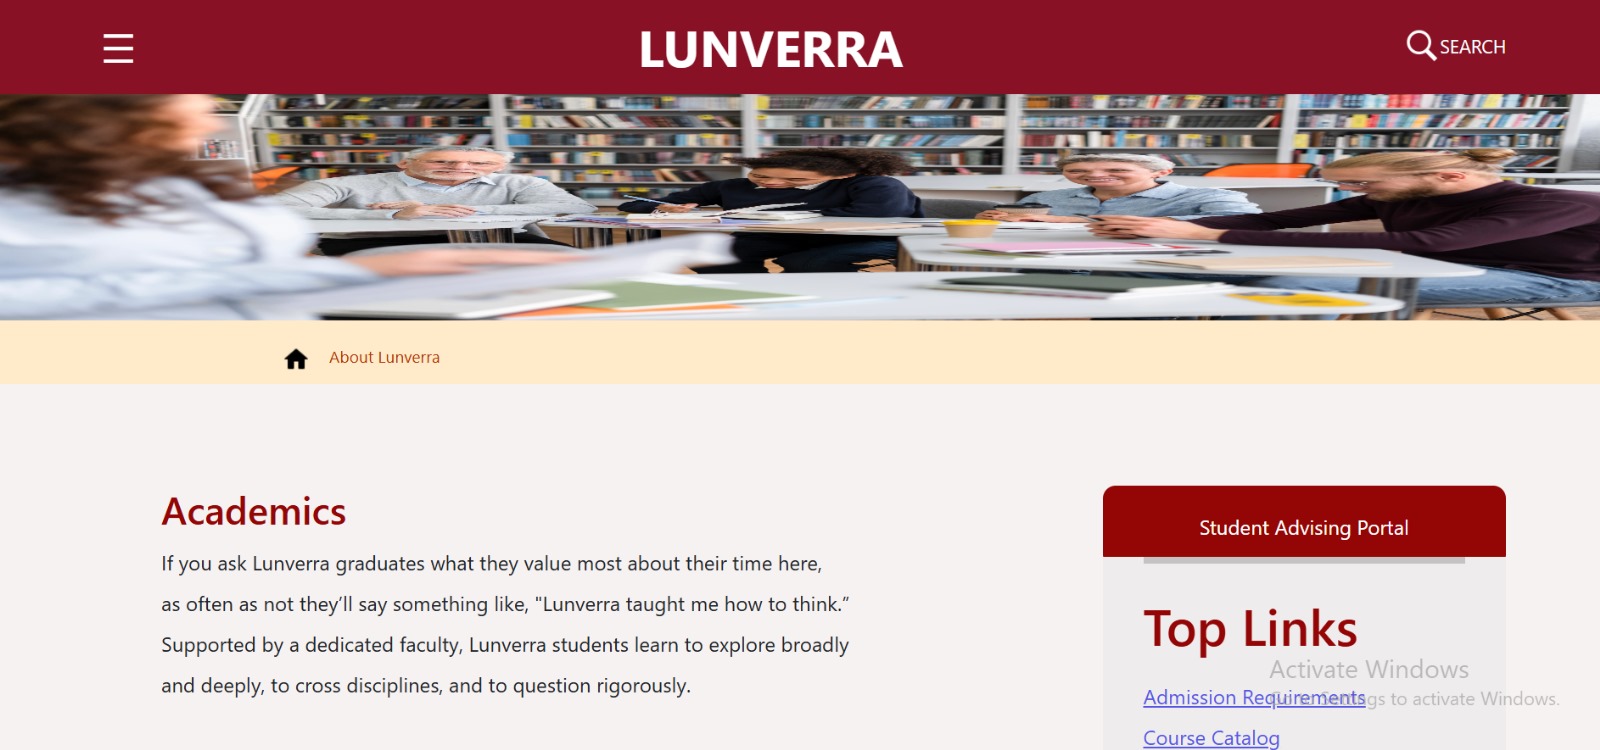 LUNVERRA
SEARCH
About Lunverra
Academics
If you ask Lunverra graduates what they value most about their time here,
as often as not they’ll say something like, "Lunverra taught me how to think.”
Supported by a dedicated faculty, Lunverra students learn to explore broadly
and deeply, to cross disciplines, and to question rigorously.
Student Advising Portal
Top Links
Activate Windows
Admission Requirements
Go to Settings to activate Windows.
Course Catalog